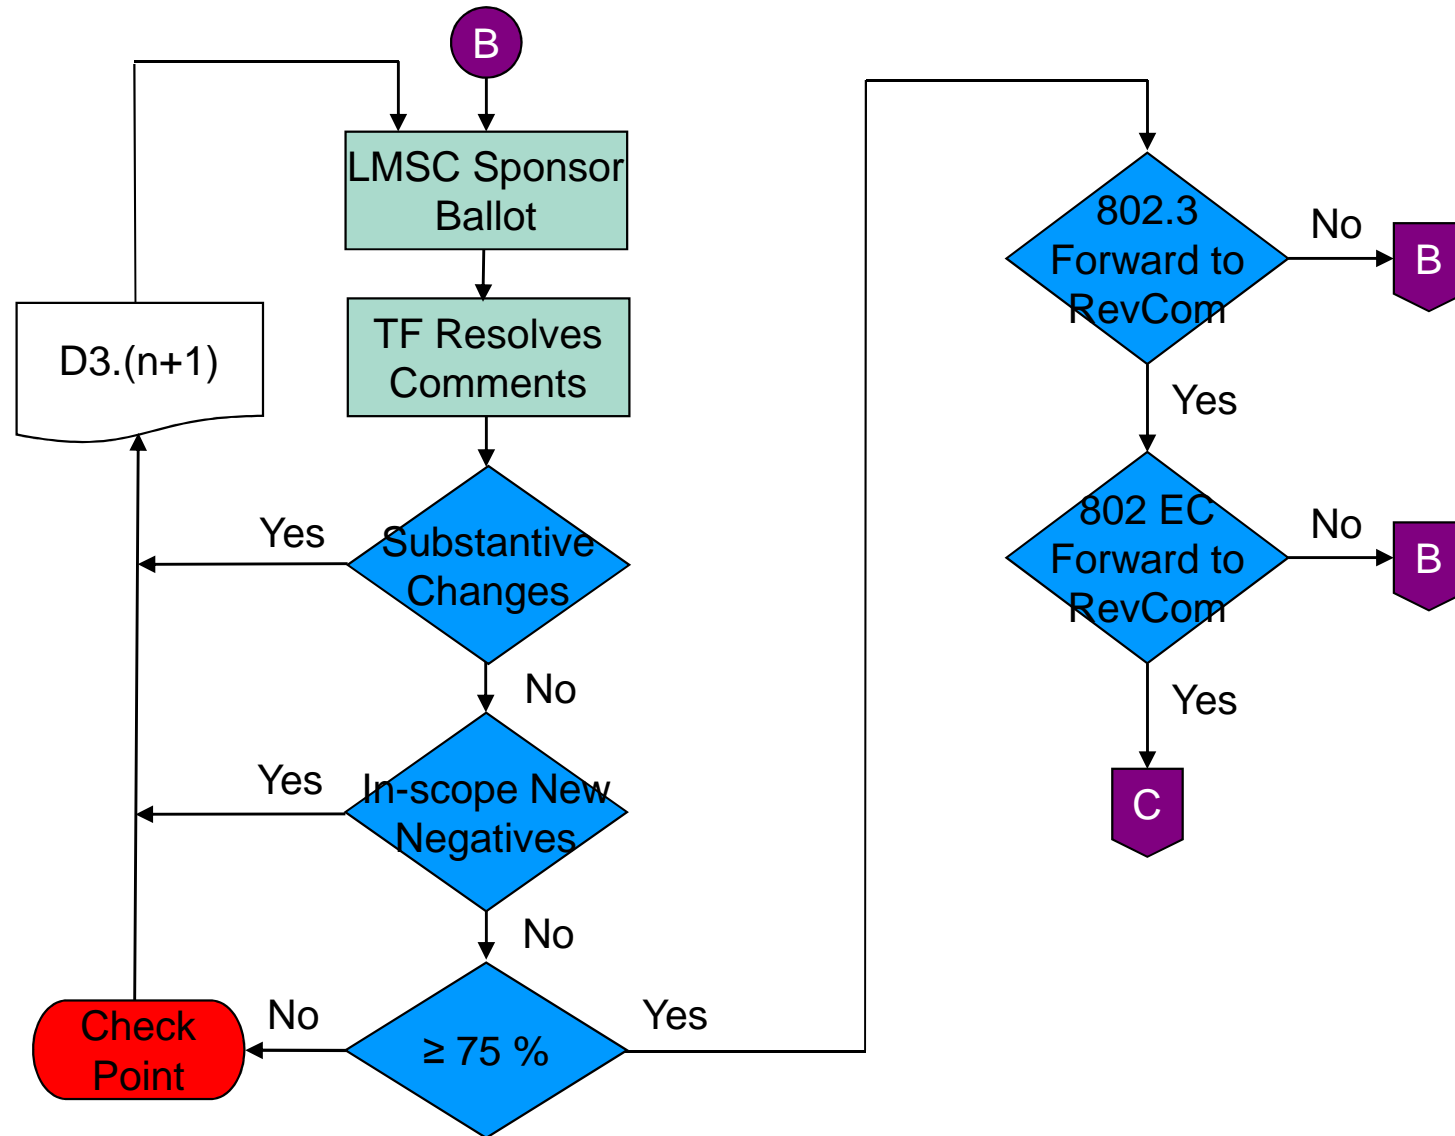 B
LMSC Sponsor
Ballot
TF Resolves
Comments
D3.(n+1)
Yes
Substantive
Changes
No
Yes
In-scope New
Negatives
No
Check
Point
No
≥ 75 %
Yes
802.3
Forward to
RevCom
No
B
Yes
802 EC
Forward to
RevCom
No
B
Yes
C